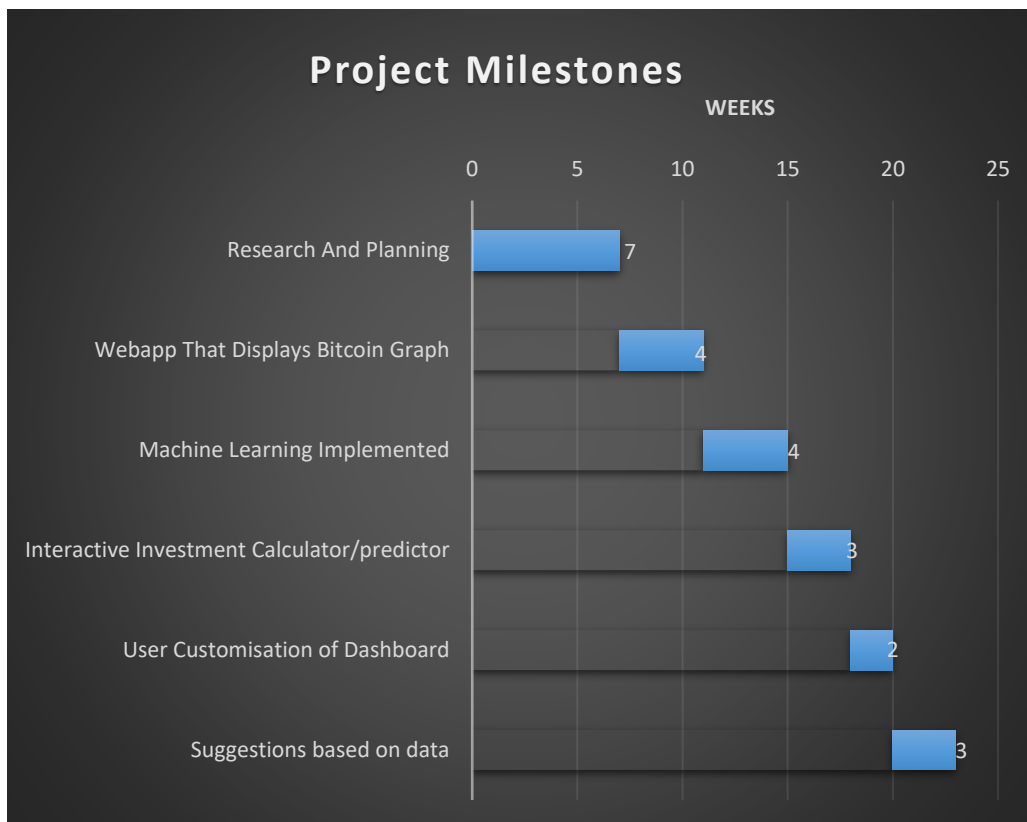 Project Milestones
WEEKS
0 5 10 15 20 25
Research And Planning 7
Webapp That Displays Bitcoin Graph 4
Machine Learning Implemented 4
Interactive Investment Calculator/predictor 3
User Customisation of Dashboard 2
Suggestions based on data 3